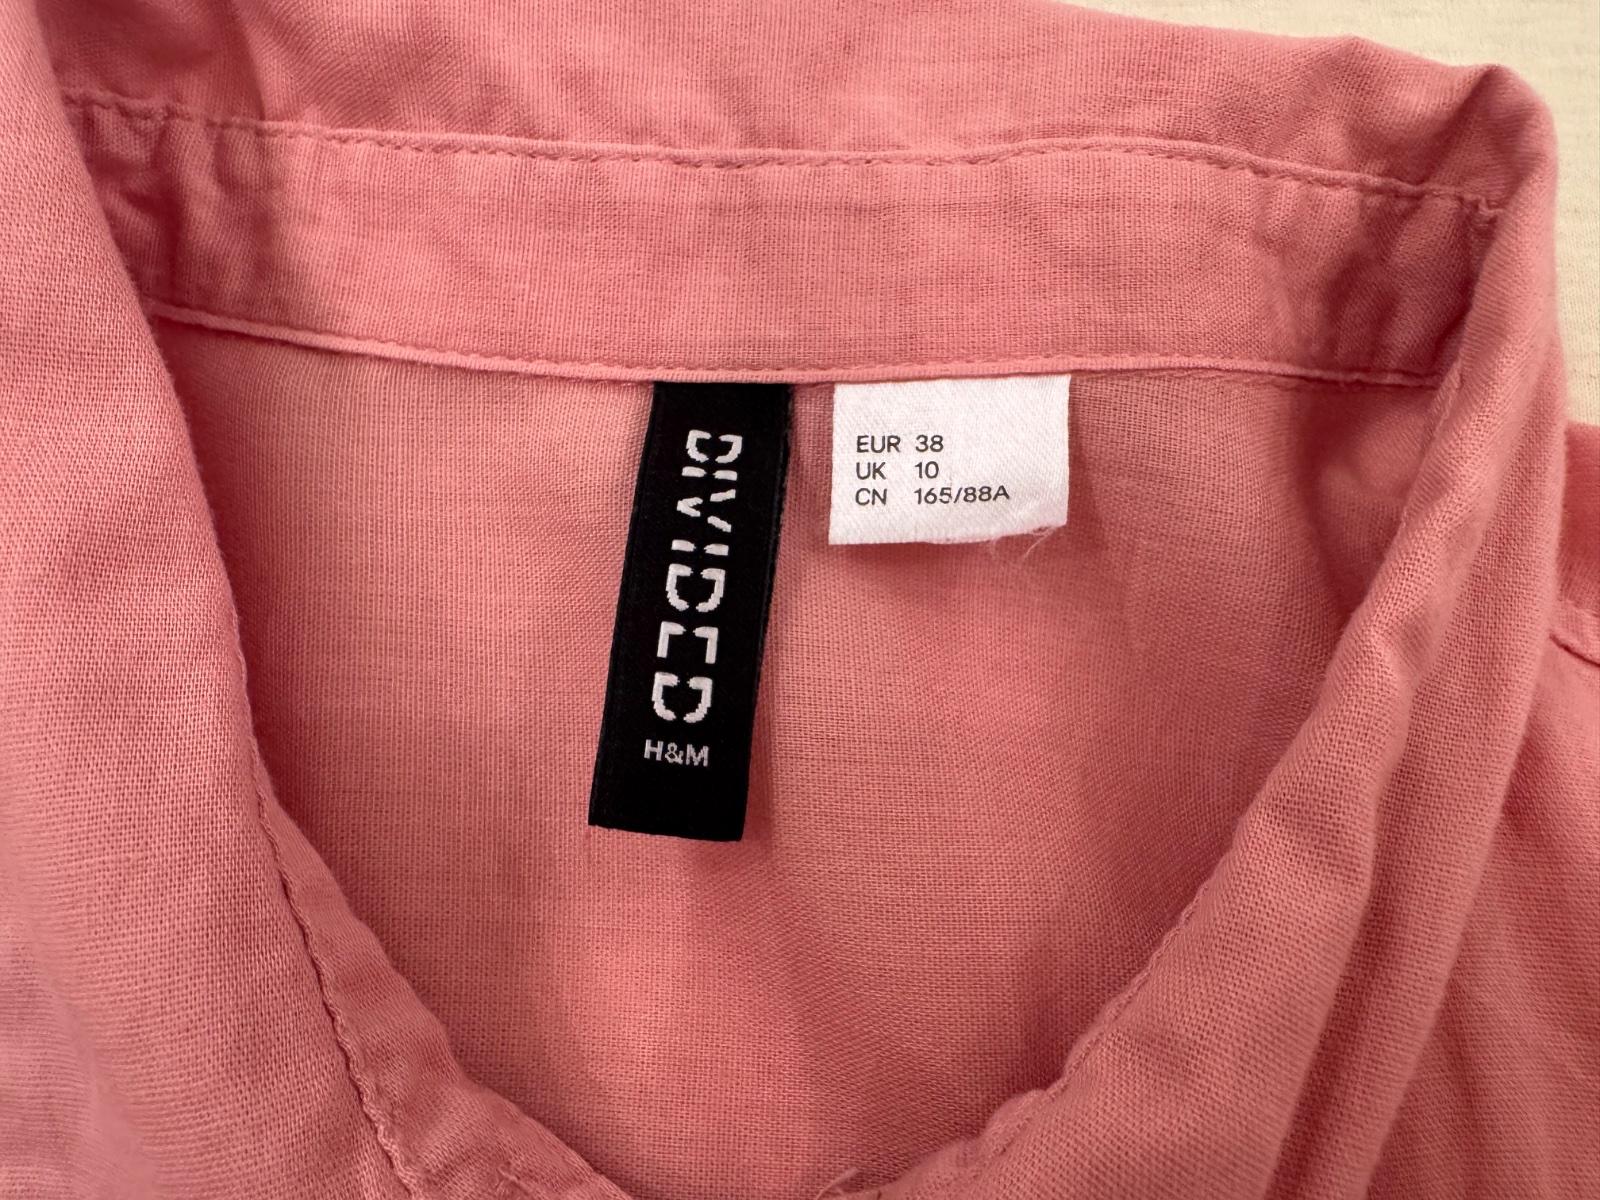 DIVIDED
H&M
EUR 38
UK 10
CN 165/88A